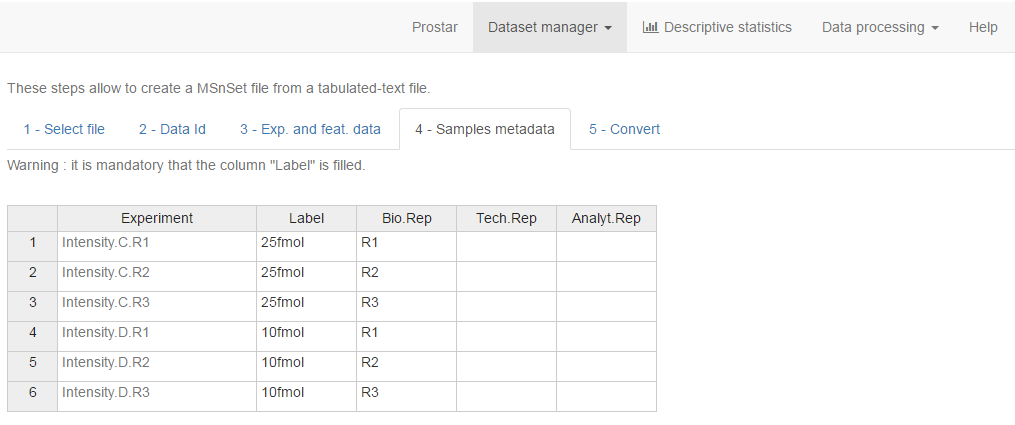 Prostar Dataset manager Descriptive statistics Data processing Help
These steps allow to create a MSnSet file from a tabulated-text file.
1 - Select file 2 - Data Id 3 - Exp. and feat. data 4 - Samples metadata 5 - Convert
Warning : it is mandatory that the column "Label" is filled.
Experiment Label Bio.Rep Tech.Rep Analyt.Rep
1 Intensity.C.R1 25fmol R1
2 Intensity.C.R2 25fmol R2
3 Intensity.C.R3 25fmol R3
4 Intensity.D.R1 10fmol R1
5 Intensity.D.R2 10fmol R2
6 Intensity.D.R3 10fmol R3